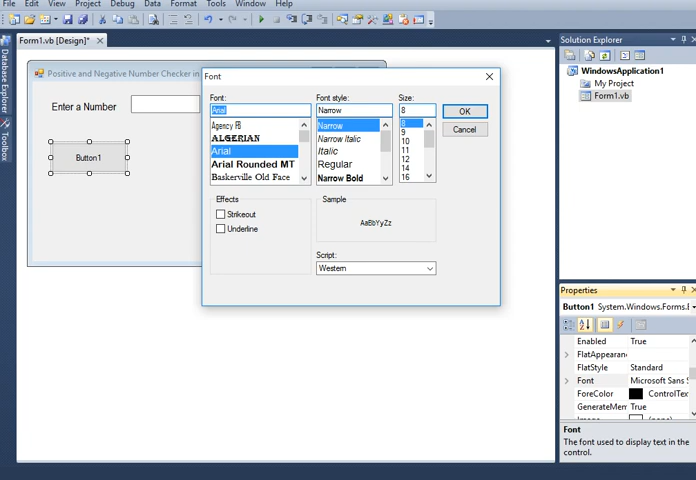 File Edit View Project Build Debug Data Format Tools Window Help
Form1.vb [Design]*
Database Explorer
Toolbox
Positive and Negative Number Checker in
Enter a Number
Button1
Font
Font:
Font style:
Size:
Arial
Narrow
8
Agency FB
ALGERIAN
Arial
Arial Rounded MT
Baskerville Old Face
Narrow
Narrow Italic
Italic
Regular
Narrow Bold
8
9
10
11
12
14
16
OK
Cancel
Effects
Strikeout
Underline
Sample
AaBbYyZz
Script:
Western
Solution Explorer
WindowsApplication1
My Project
Form1.vb
Properties
Button1 System.Windows.Forms.
Enabled True
FlatAppearan
FlatStyle Standard
Font Microsoft Sans S
ForeColor ControlTex
GenerateMem True
Font
The font used to display text in the
control.